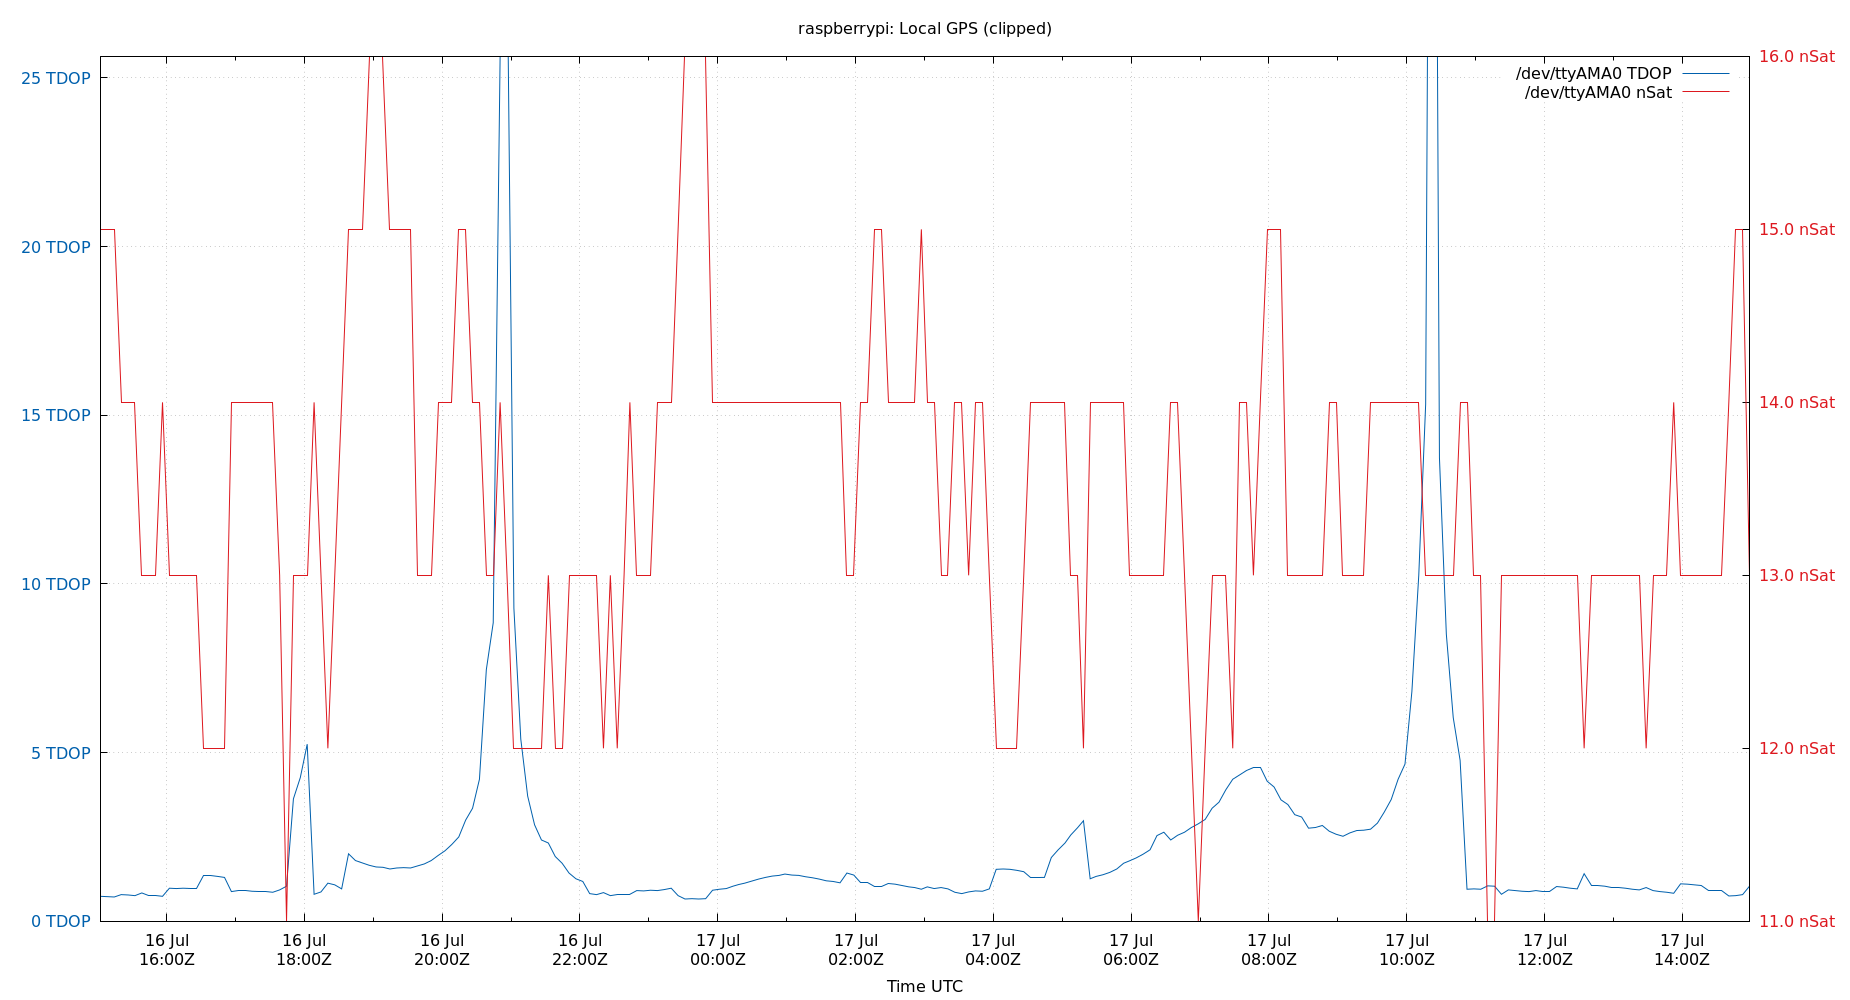 raspberrypi: Local GPS (clipped)
25 TDOP
20 TDOP
15 TDOP
10 TDOP
5 TDOP
0 TDOP
16.0 nSat
15.0 nSat
14.0 nSat
13.0 nSat
12.0 nSat
11.0 nSat
/dev/ttyAMA0 TDOP
/dev/ttyAMA0 nSat
16 Jul
16:00Z
16 Jul
18:00Z
16 Jul
20:00Z
16 Jul
22:00Z
17 Jul
00:00Z
17 Jul
02:00Z
17 Jul
04:00Z
17 Jul
06:00Z
17 Jul
08:00Z
17 Jul
10:00Z
17 Jul
12:00Z
17 Jul
14:00Z
Time UTC